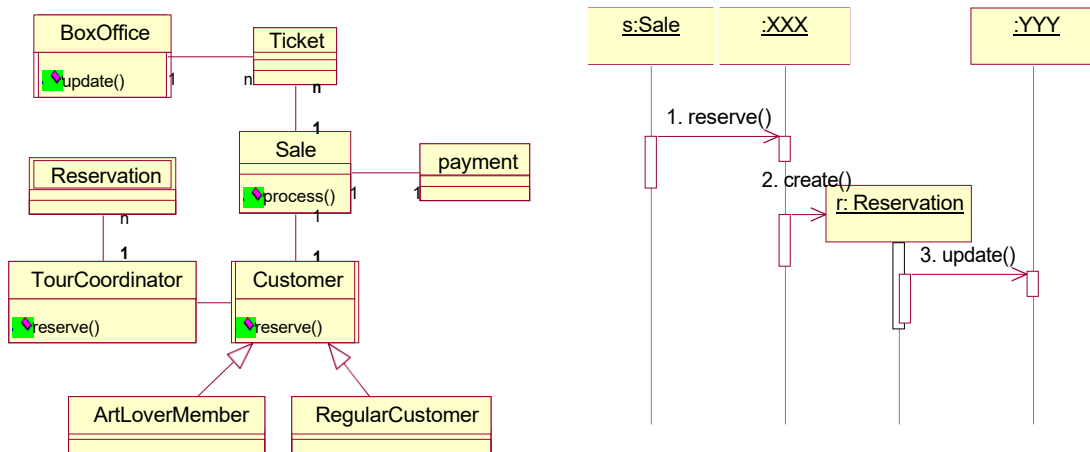 BoxOffice
update()
1
n
Ticket
n
1
Sale
process()
1
1
payment
1
1
Reservation
n
1
TourCoordinator
reserve()
Customer
reserve()
ArtLoverMember
RegularCustomer
s:Sale
:XXX
:YYY
1. reserve()
2. create()
r: Reservation
3. update()